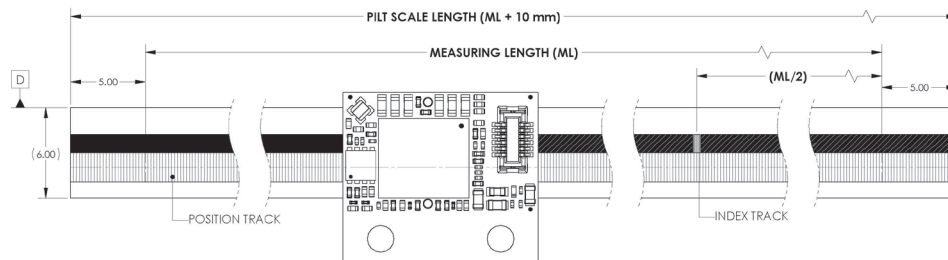 PILT SCALE LENGTH (ML + 10 mm)
MEASURING LENGTH (ML)
D
5.00
(ML/2)
5.00
(6.00)
POSITION TRACK
INDEX TRACK